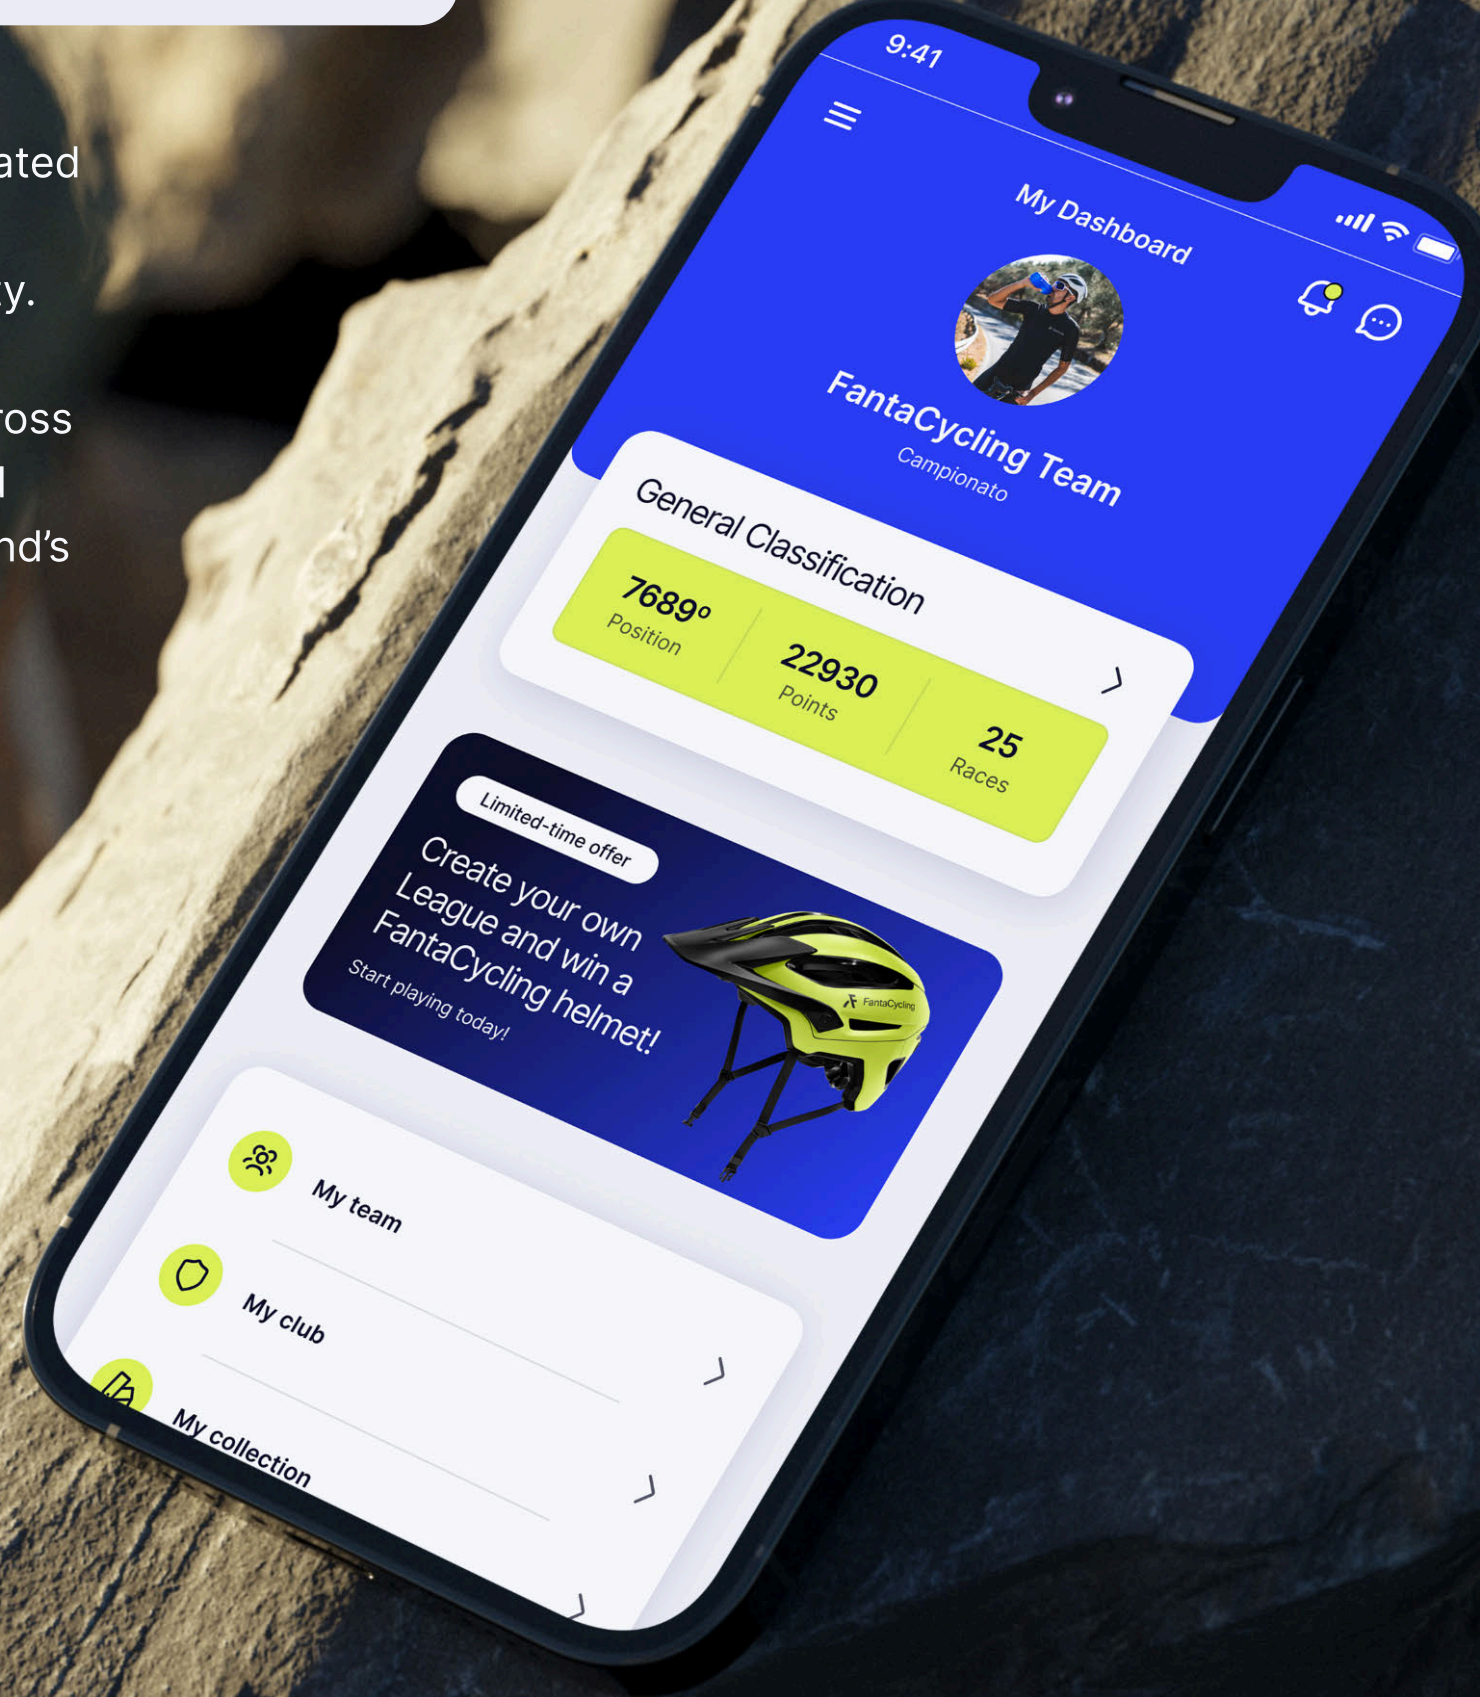 ated
ty.
ross
l
nd's
9:41
My Dashboard
FantaCycling Team
Campionato
General Classification
7689º
Position
22930
Points
25
Races
Limited-time offer
Create your own
League and win a
FantaCycling helmet!
Start playing today!
FantaCycling
My team
My club
My collection